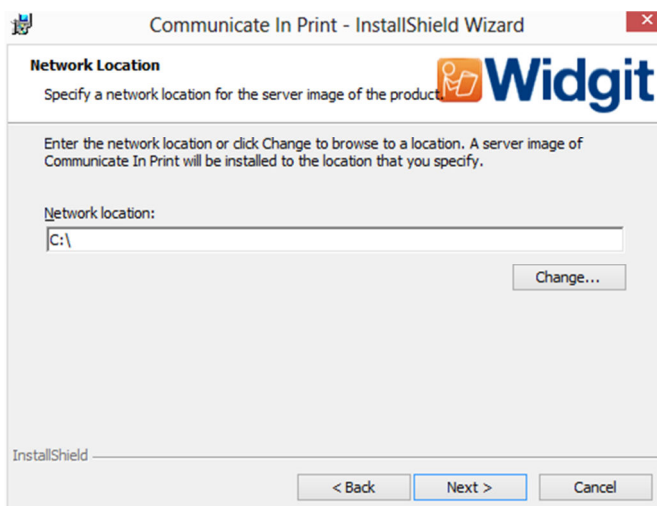 Communicate In Print - InstallShield Wizard
Network Location
Specify a network location for the server image of the product.
Widgit
Enter the network location or click Change to browse to a location. A server image of
Communicate In Print will be installed to the location that you specify.
Network location:
C:\
Change...
InstallShield
< Back Next > Cancel